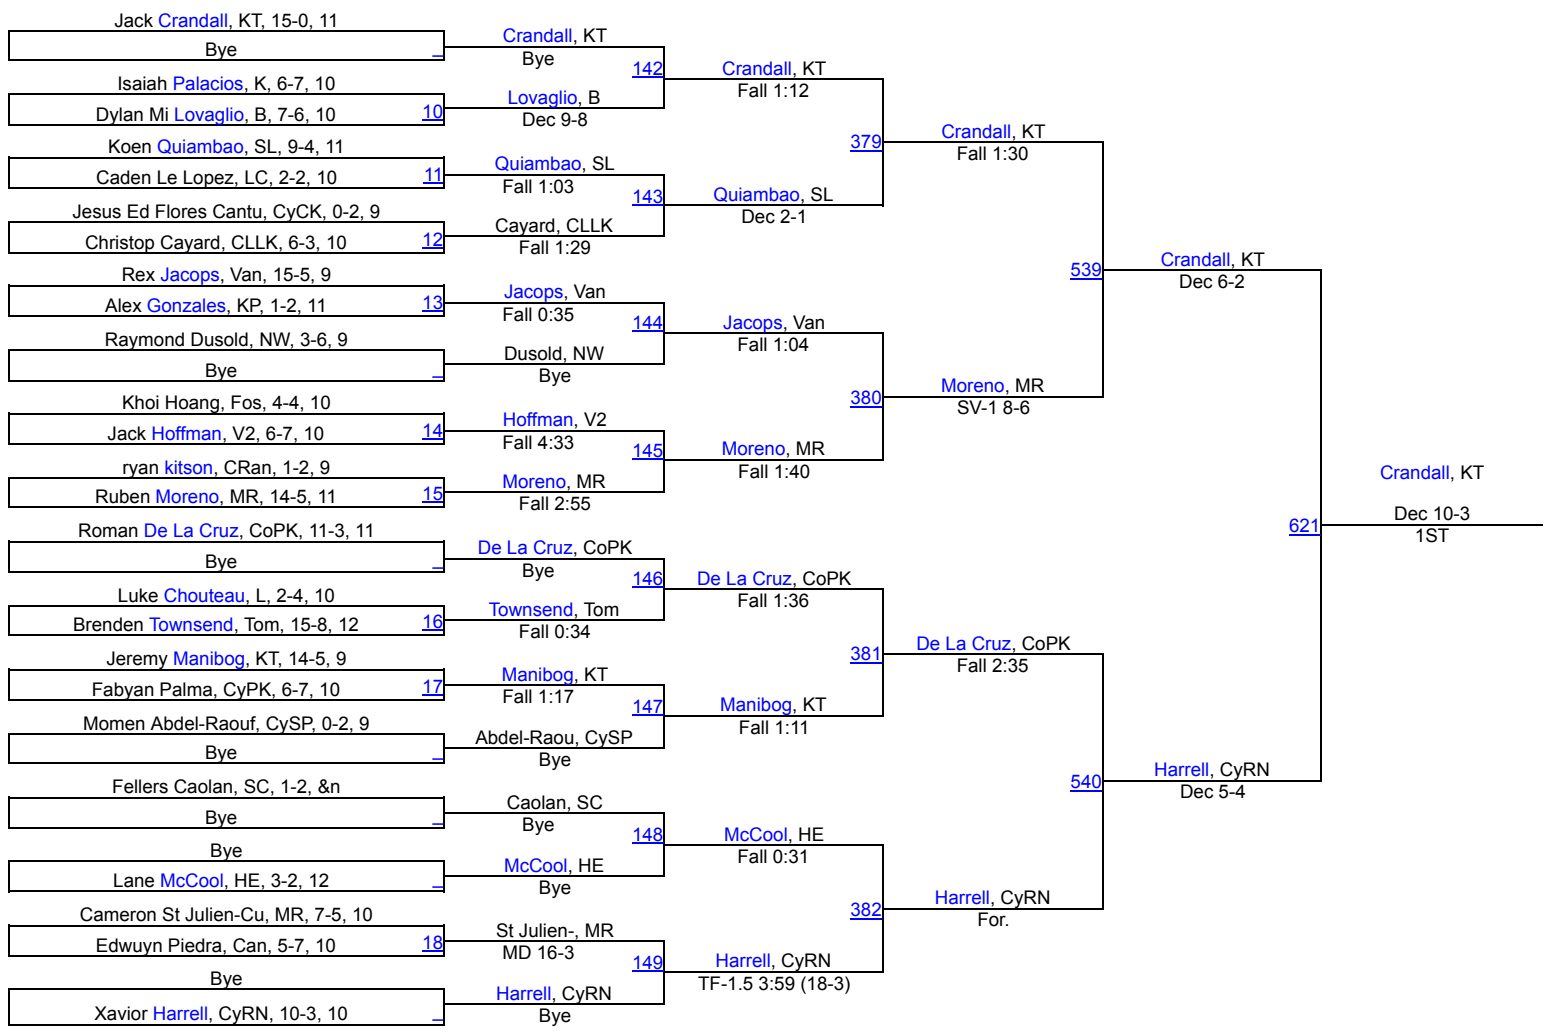 Jack Crandall, KT, 15-0, 11
Bye
Isaiah Palacios, K, 6-7, 10
Dylan Mi Lovaglio, B, 7-6, 10
10
Koen Quiambao, SL, 9-4, 11
Caden Le Lopez, LC, 2-2, 10
11
Jesus Ed Flores Cantu, CyCK, 0-2, 9
Christop Cayard, CLLK, 6-3, 10
12
Rex Jacops, Van, 15-5, 9
Alex Gonzales, KP, 1-2, 11
13
Raymond Dusold, NW, 3-6, 9
Bye
Khoi Hoang, Fos, 4-4, 10
Jack Hoffman, V2, 6-7, 10
14
ryan kitson, CRan, 1-2, 9
Ruben Moreno, MR, 14-5, 11
15
Roman De La Cruz, CoPK, 11-3, 11
Bye
Luke Chouteau, L, 2-4, 10
Brenden Townsend, Tom, 15-8, 12
16
Jeremy Manibog, KT, 14-5, 9
Fabyan Palma, CyPK, 6-7, 10
17
Momen Abdel-Raouf, CySP, 0-2, 9
Bye
Fellers Caolan, SC, 1-2, &n
Bye
Bye
Lane McCool, HE, 3-2, 12
Cameron St Julien-Cu, MR, 7-5, 10
Edwuyn Piedra, Can, 5-7, 10
18
Bye
Xavior Harrell, CyRN, 10-3, 10
Crandall, KT
Bye
142
Lovaglio, B
Dec 9-8
Quiambao, SL
Fall 1:03
143
Cayard, CLLK
Fall 1:29
Jacops, Van
Fall 0:35
144
Dusold, NW
Bye
Hoffman, V2
Fall 4:33
145
Moreno, MR
Fall 2:55
De La Cruz, CoPK
Bye
146
Townsend, Tom
Fall 0:34
Manibog, KT
Fall 1:17
147
Abdel-Raou, CySP
Bye
Caolan, SC
Bye
148
McCool, HE
Bye
St Julien-, MR
MD 16-3
149
Harrell, CyRN
Bye
Crandall, KT
Fall 1:12
379
Quiambao, SL
Dec 2-1
Jacops, Van
Fall 1:04
380
Moreno, MR
Fall 1:40
De La Cruz, CoPK
Fall 1:36
381
Manibog, KT
Fall 1:11
McCool, HE
Fall 0:31
382
Harrell, CyRN
TF-1.5 3:59 (18-3)
Crandall, KT
Fall 1:30
539
Moreno, MR
SV-1 8-6
De La Cruz, CoPK
Fall 2:35
540
Harrell, CyRN
For.
Crandall, KT
Dec 6-2
621
Harrell, CyRN
Dec 5-4
Crandall, KT
Dec 10-3
1ST